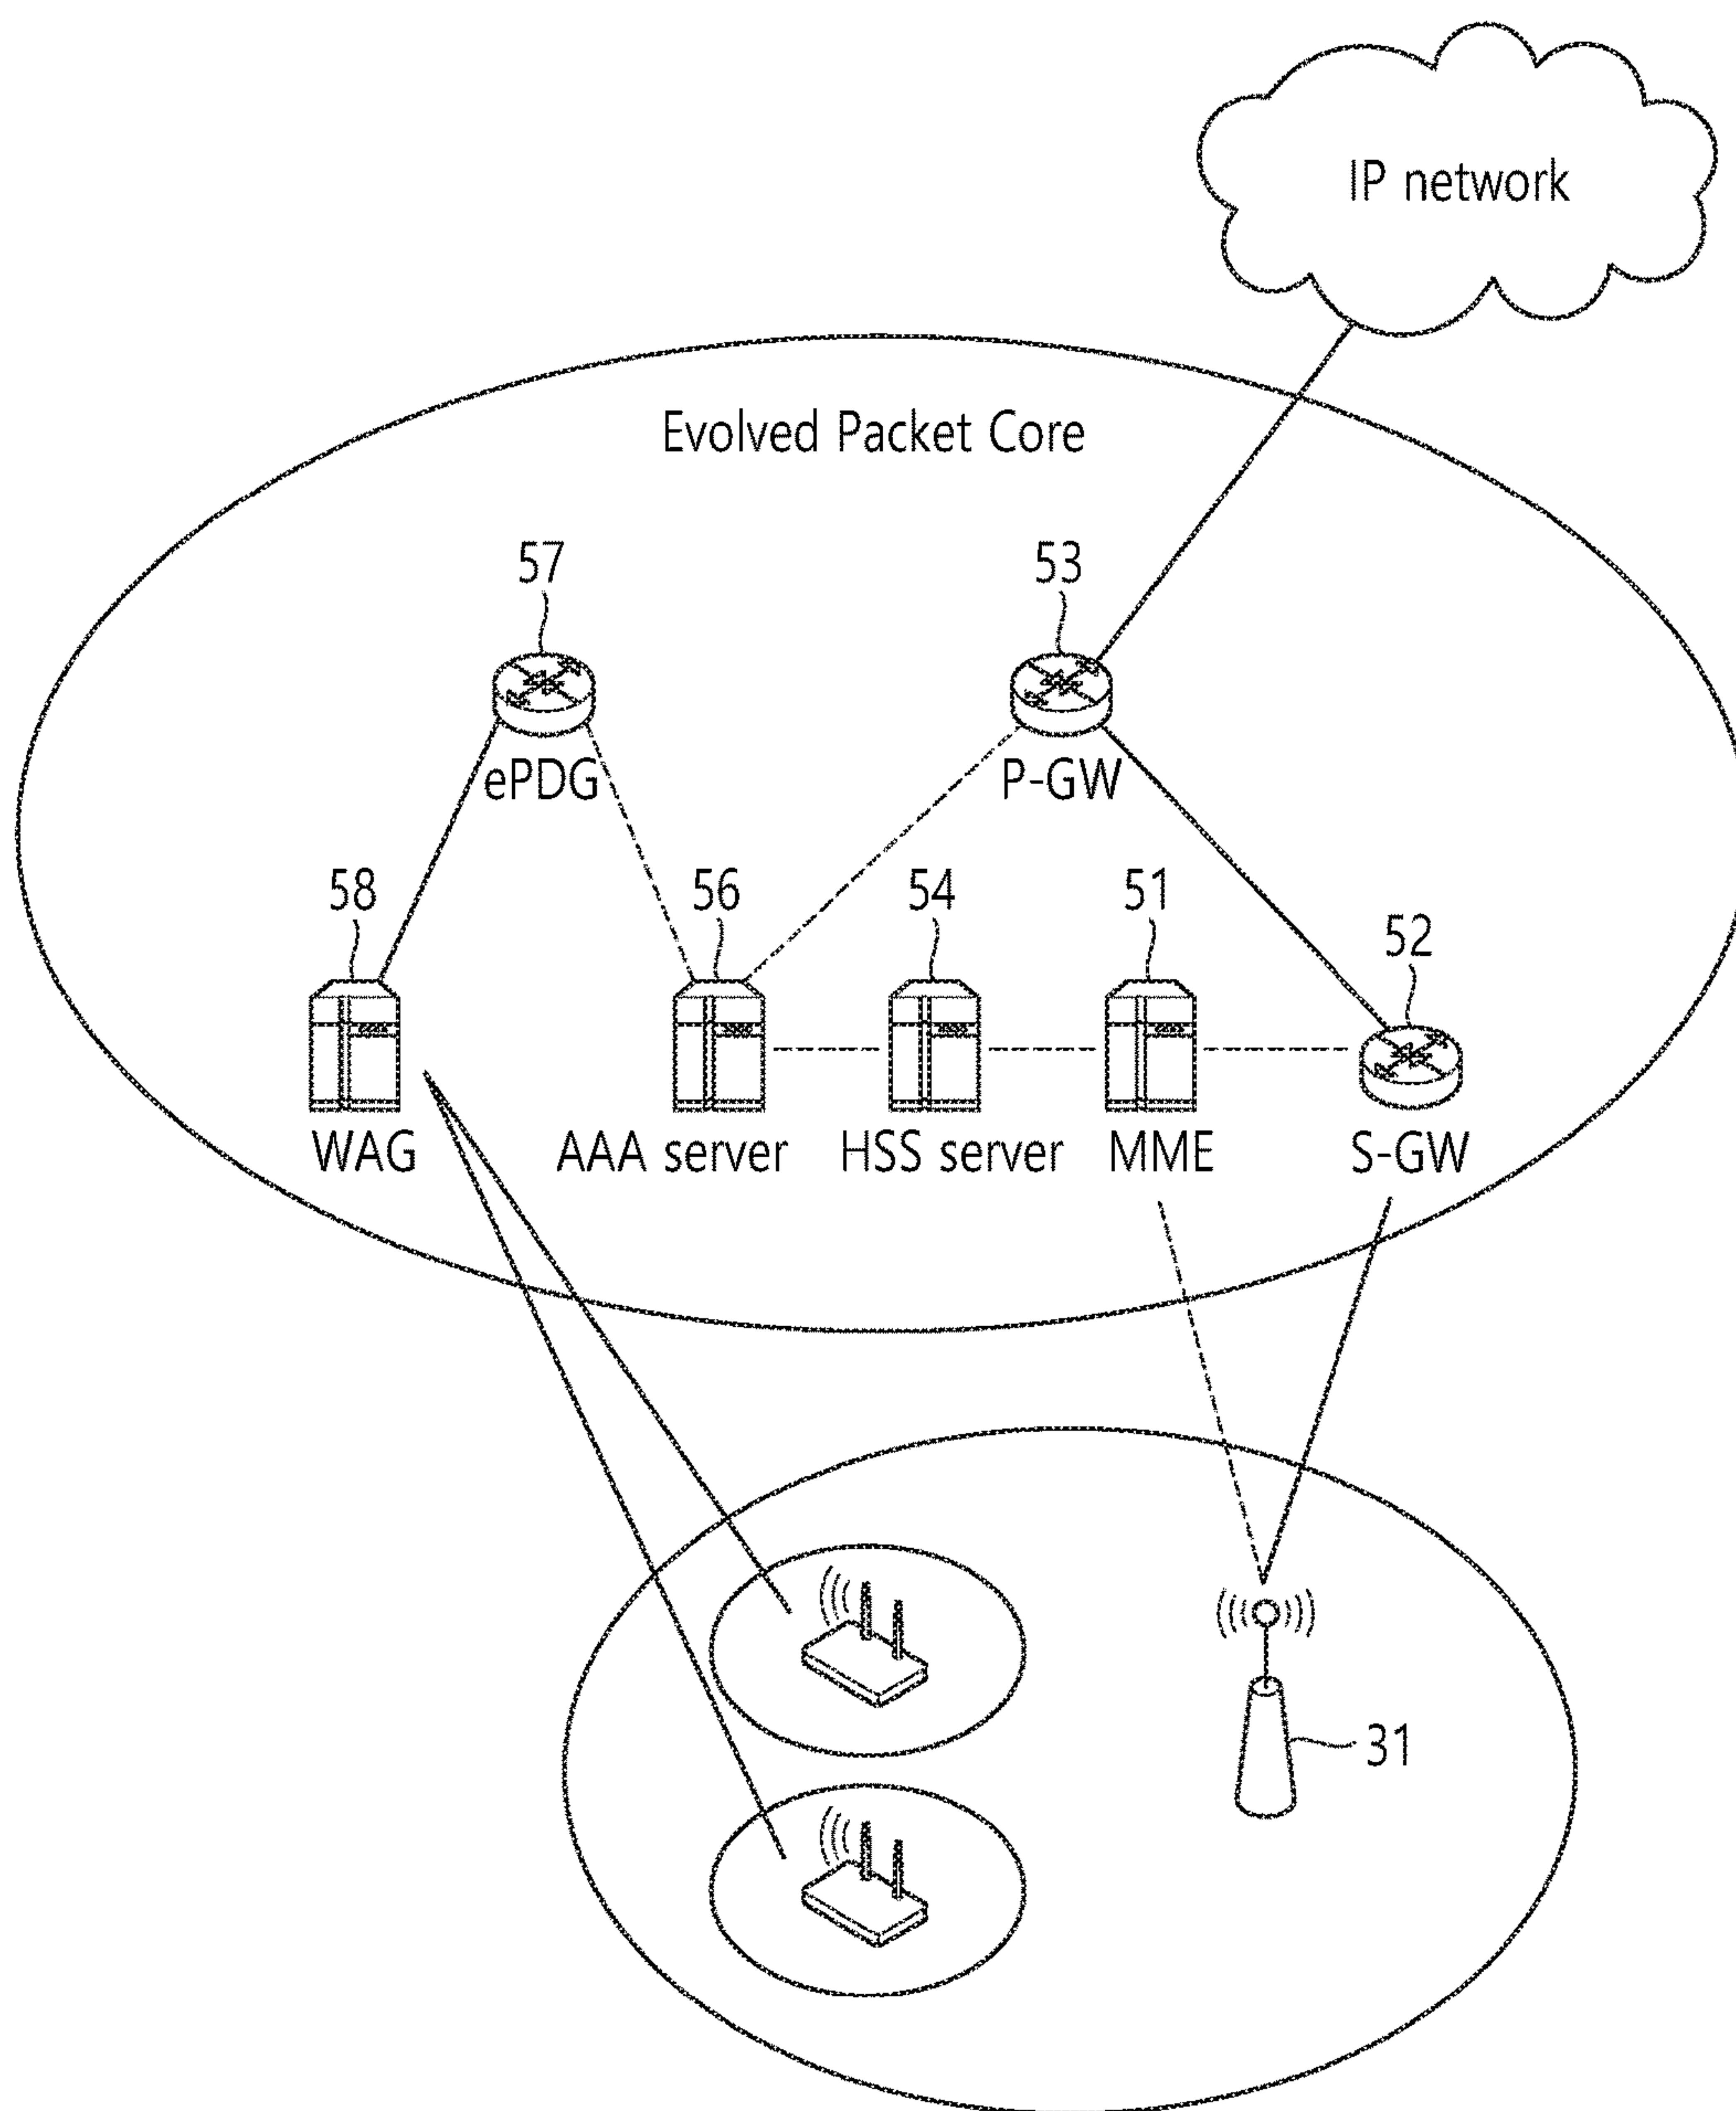 IP network
Evolved Packet Core
57
53
ePDG
P-GW
58
56
54
51
52
WAG
AAA server
HSS server
MME
S-GW
31